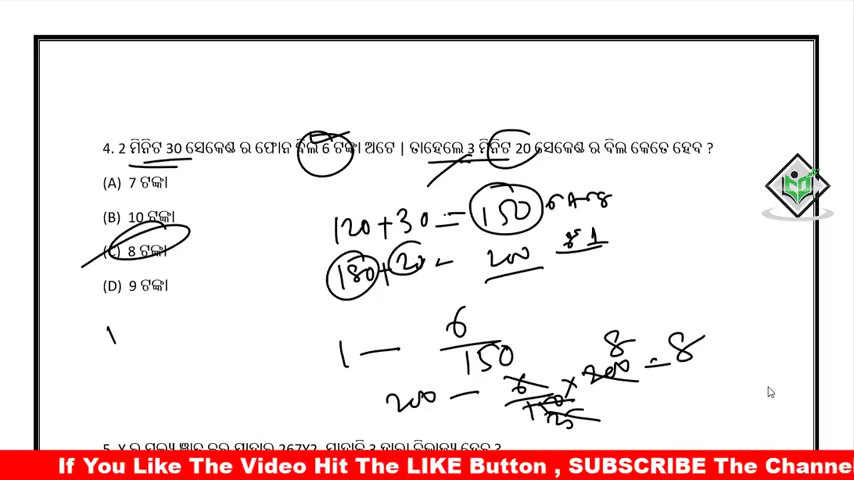 4. 2 ମିନିଟ 30 ସେକେଣ୍ଡ ର ଫୋନ ବିଲ 6 ଟଙ୍କା ଅଟେ | ତାହେଲେ 3 ମିନିଟ 20 ସେକେଣ୍ଡ ର ବିଲ କେତେ ହେବ ?
(A) 7 ଟଙ୍କା
(B) 10 ଟଙ୍କା
(C) 8 ଟଙ୍କା
(D) 9 ଟଙ୍କା
120 + 30 = 150
180 + 20 = 200
1 — 6/150
200 — 6/150 × 200 = 8
25
8
If You Like The Video Hit The LIKE Button , SUBSCRIBE The Channe